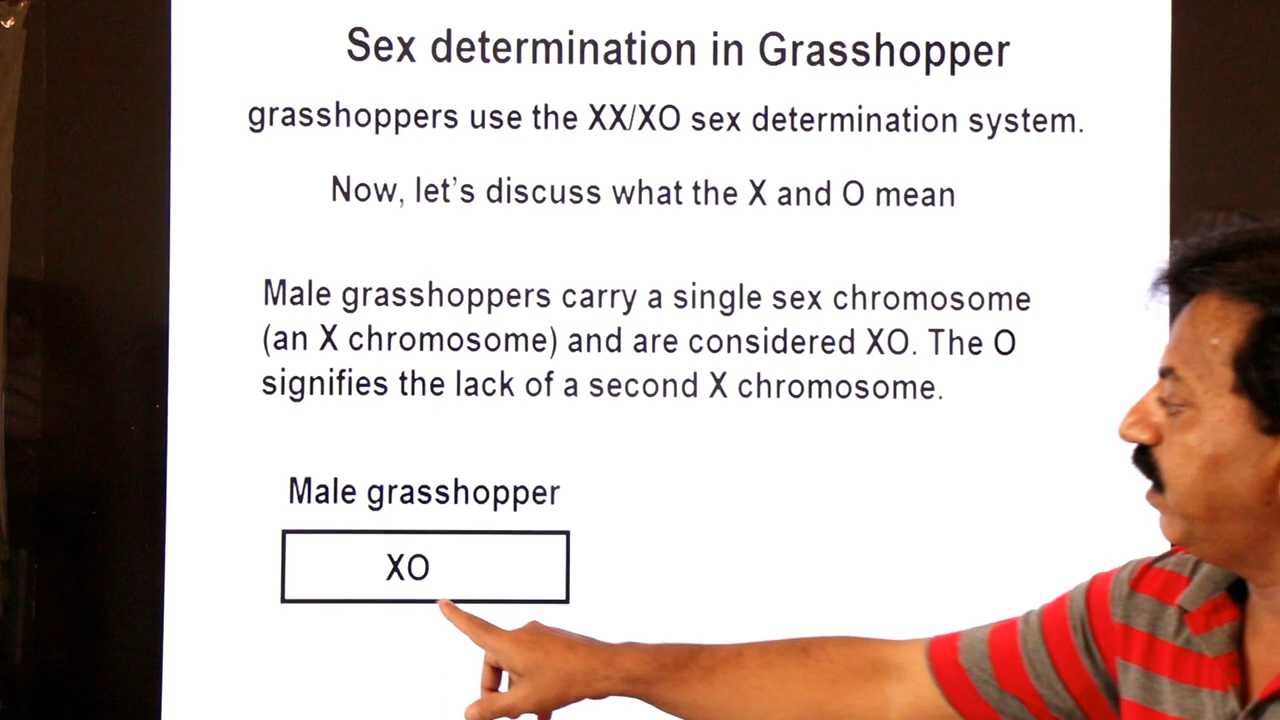 Sex determination in Grasshopper
grasshoppers use the XX/XO sex determination system.
Now, let's discuss what the X and O mean
Male grasshoppers carry a single sex chromosome
(an X chromosome) and are considered XO. The O
signifies the lack of a second X chromosome.
Male grasshopper
XO